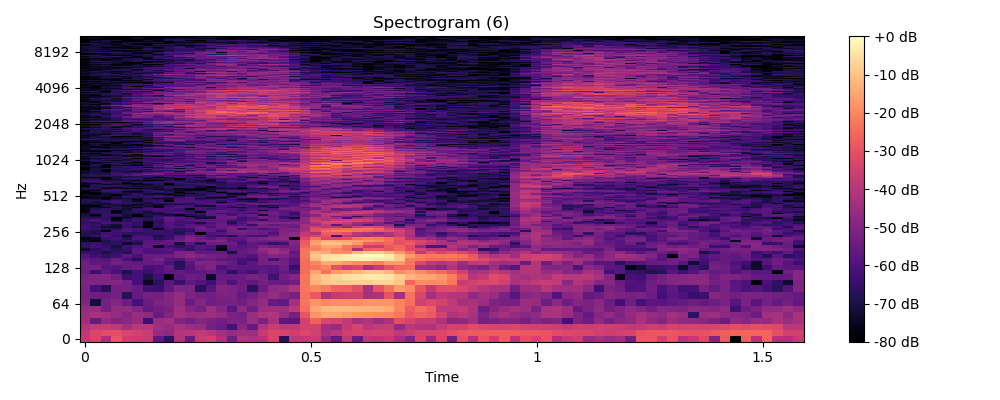 Spectrogram (6)
8192
4096
2048
1024
512
256
128
64
0
Hz
0
0.5
1
1.5
Time
+0 dB
-10 dB
-20 dB
-30 dB
-40 dB
-50 dB
-60 dB
-70 dB
-80 dB